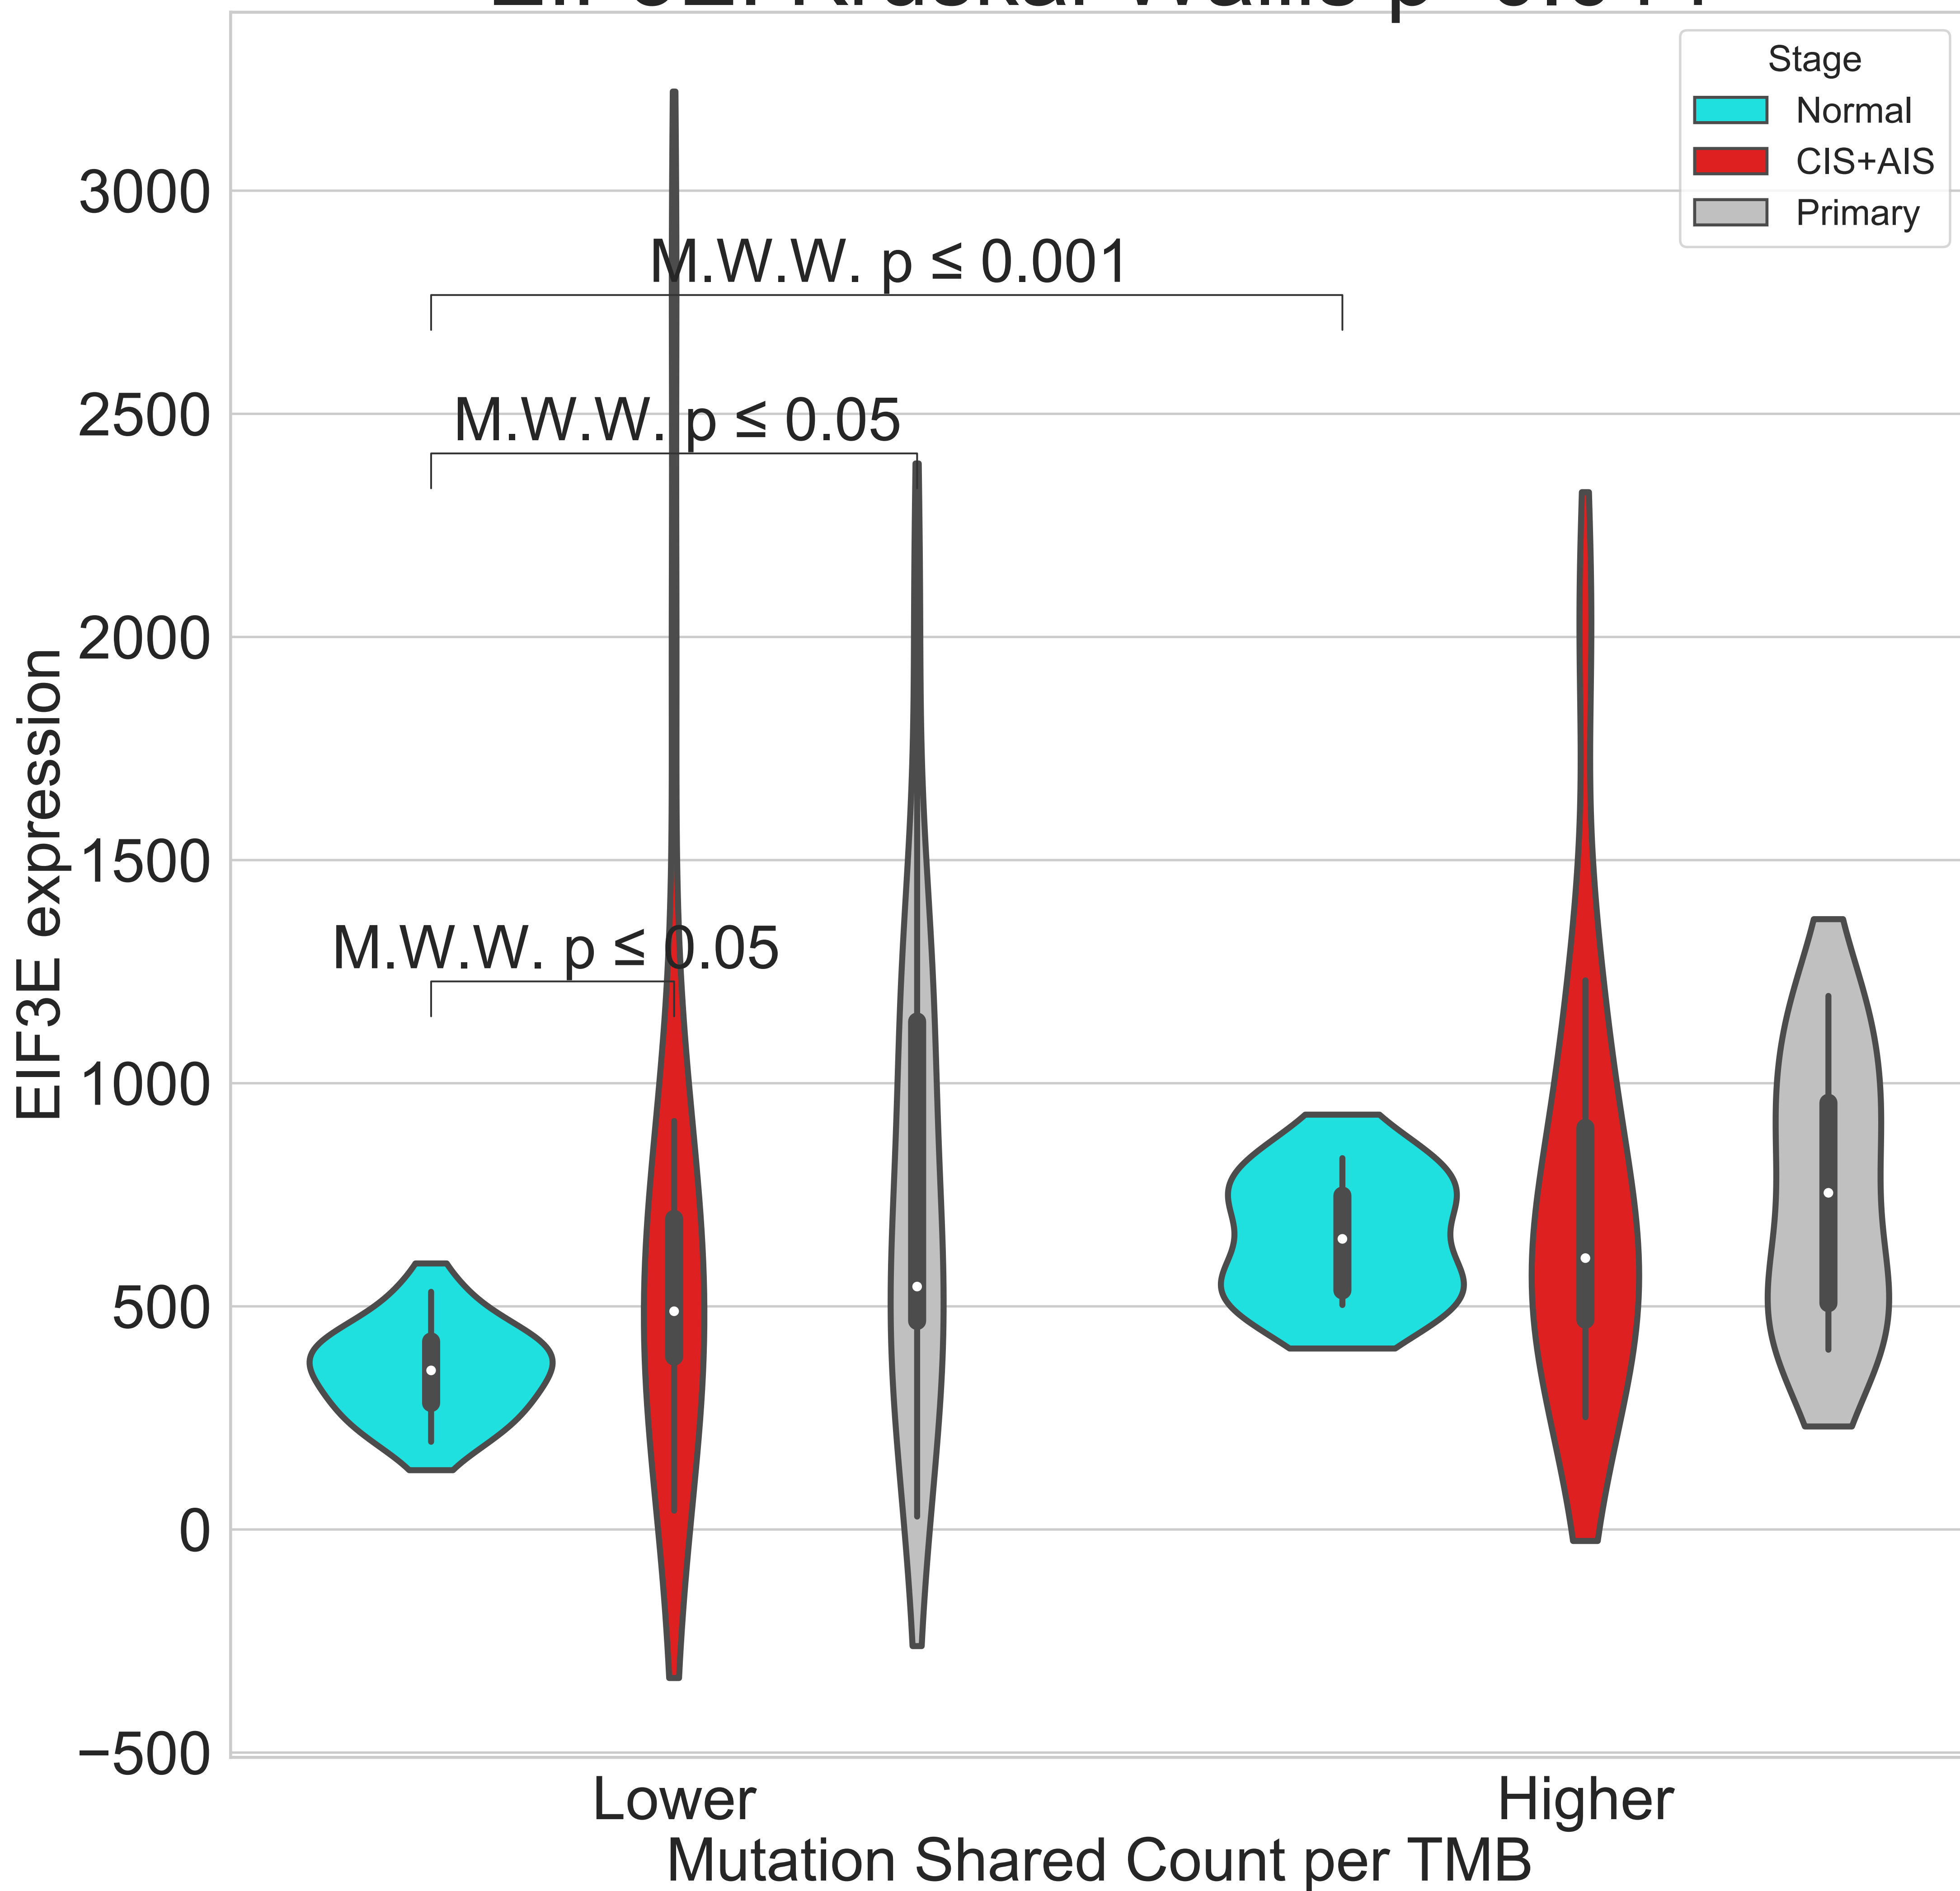 Stage
Normal
CIS+AIS
Primary
3000
2500
2000
1500
1000
500
0
−500
EIF3E expression
M.W.W. p ≤ 0.001
M.W.W. p ≤ 0.05
M.W.W. p ≤ 0.05
Lower
Higher
Mutation Shared Count per TMB